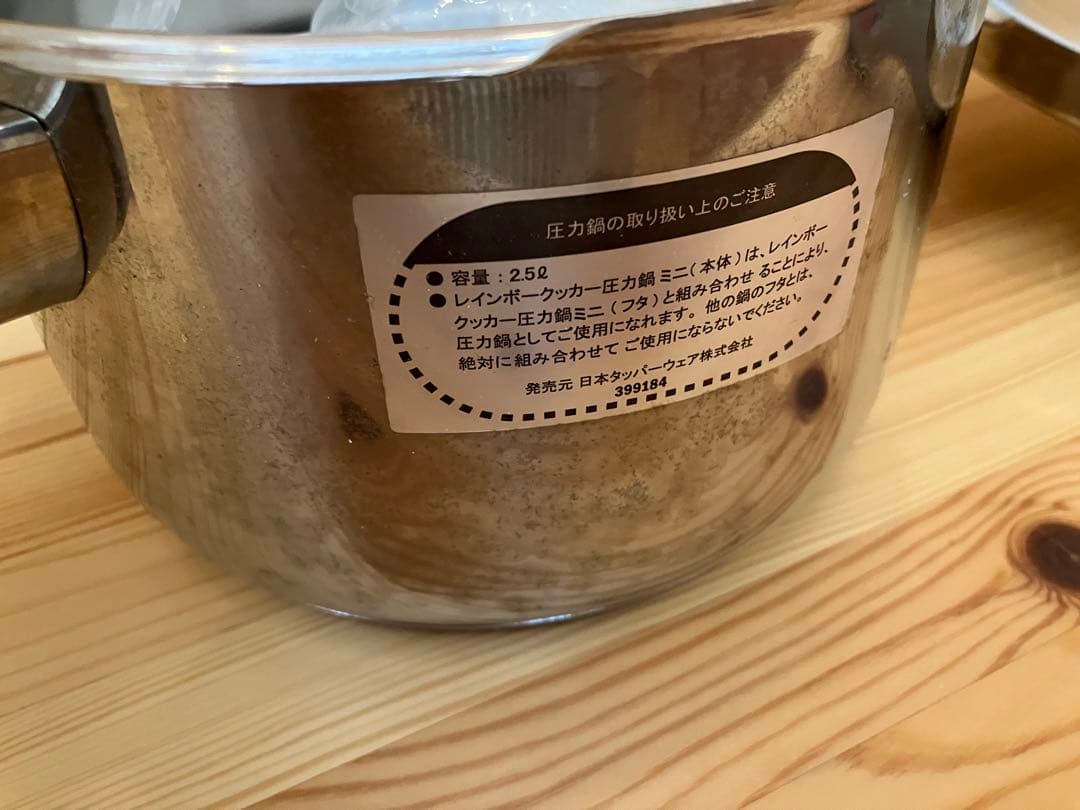 圧力鍋の取り扱い上のご注意
● 容量：2.5ℓ
● レインボークッカー圧力鍋 ミニ(本体)は、レインボー
クッカー圧力鍋ミニ(フタ)と組み合わせ ることにより、
圧力鍋としてご使用になれます。他の鍋のフタとは、
絶対に組み合わせて ご使用にならないでください。
発売元 日本タッパーウェア株式会社
399184